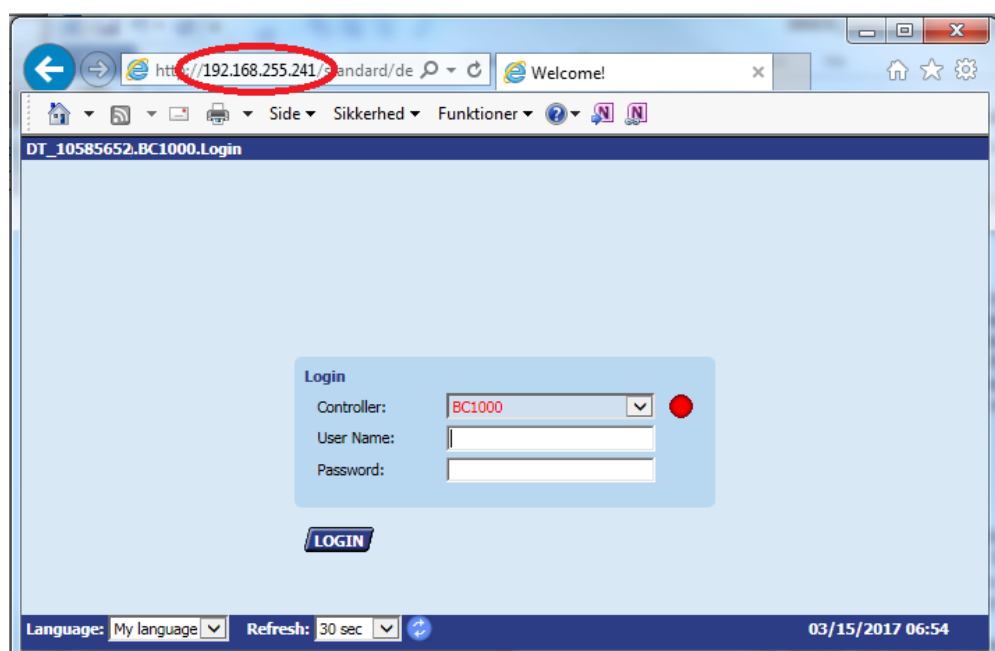 http://192.168.255.241/standard/de
Welcome!
Side Sikkerhed Funktioner
DT_10585652.BC1000.Login
Login
Controller: BC1000
User Name:
Password:
LOGIN
Language: My language Refresh: 30 sec 03/15/2017 06:54